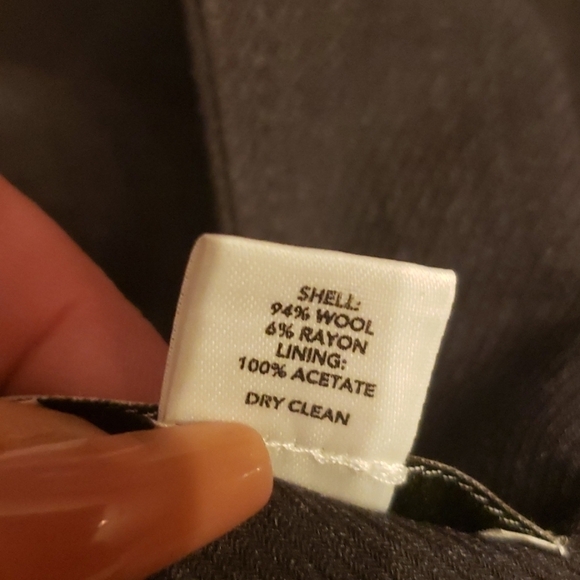 SHELL:
94% WOOL
6% RAYON
LINING:
100% ACETATE
DRY CLEAN